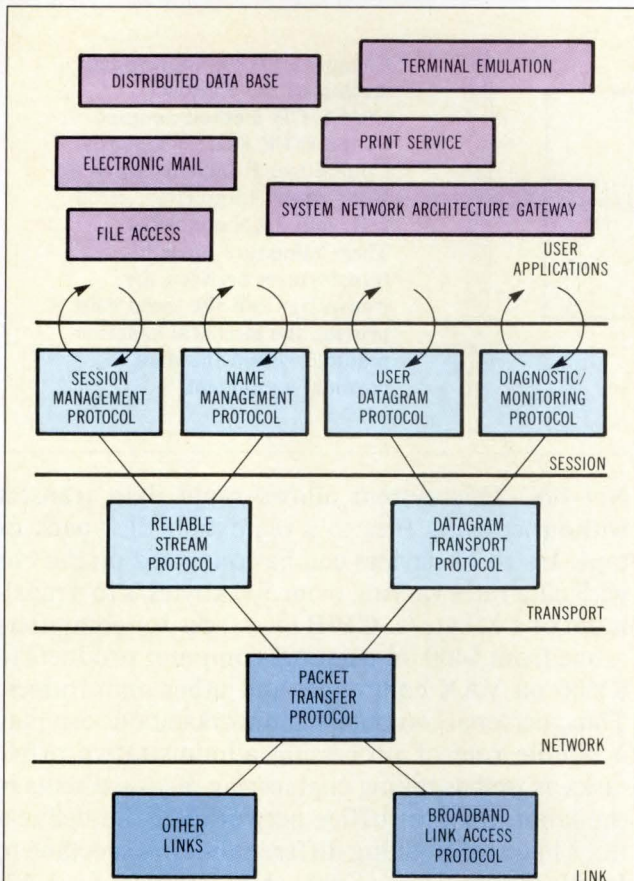 DISTRIBUTED DATA BASE
TERMINAL EMULATION
ELECTRONIC MAIL
PRINT SERVICE
FILE ACCESS
SYSTEM NETWORK ARCHITECTURE GATEWAY
USER
APPLICATIONS
SESSION
MANAGEMENT
PROTOCOL
NAME
MANAGEMENT
PROTOCOL
USER
DATAGRAM
PROTOCOL
DIAGNOSTIC/
MONITORING
PROTOCOL
SESSION
RELIABLE
STREAM
PROTOCOL
DATAGRAM
TRANSPORT
PROTOCOL
TRANSPORT
PACKET
TRANSFER
PROTOCOL
NETWORK
OTHER
LINKS
BROADBAND
LINK ACCESS
PROTOCOL
LINK